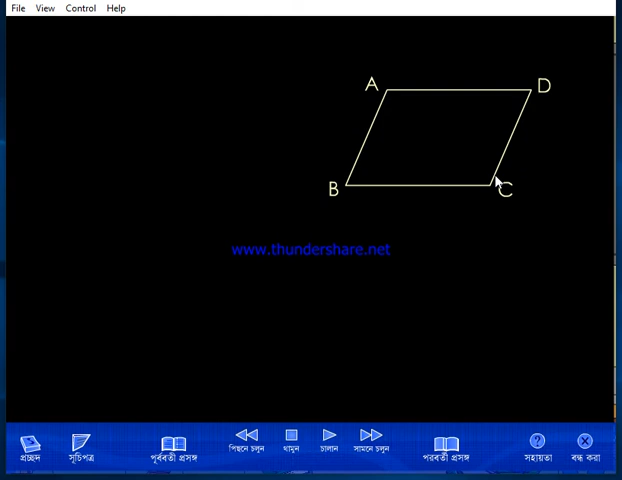 File View Control Help
A
D
B
C
www.thundershare.net
পিছনে চলুন থামুন চালান সামনে চলুন
প্রচ্ছদ সূচিপত্র পূর্ববর্তী প্রসঙ্গ পরবর্তী প্রসঙ্গ সহায়তা বন্ধ করা